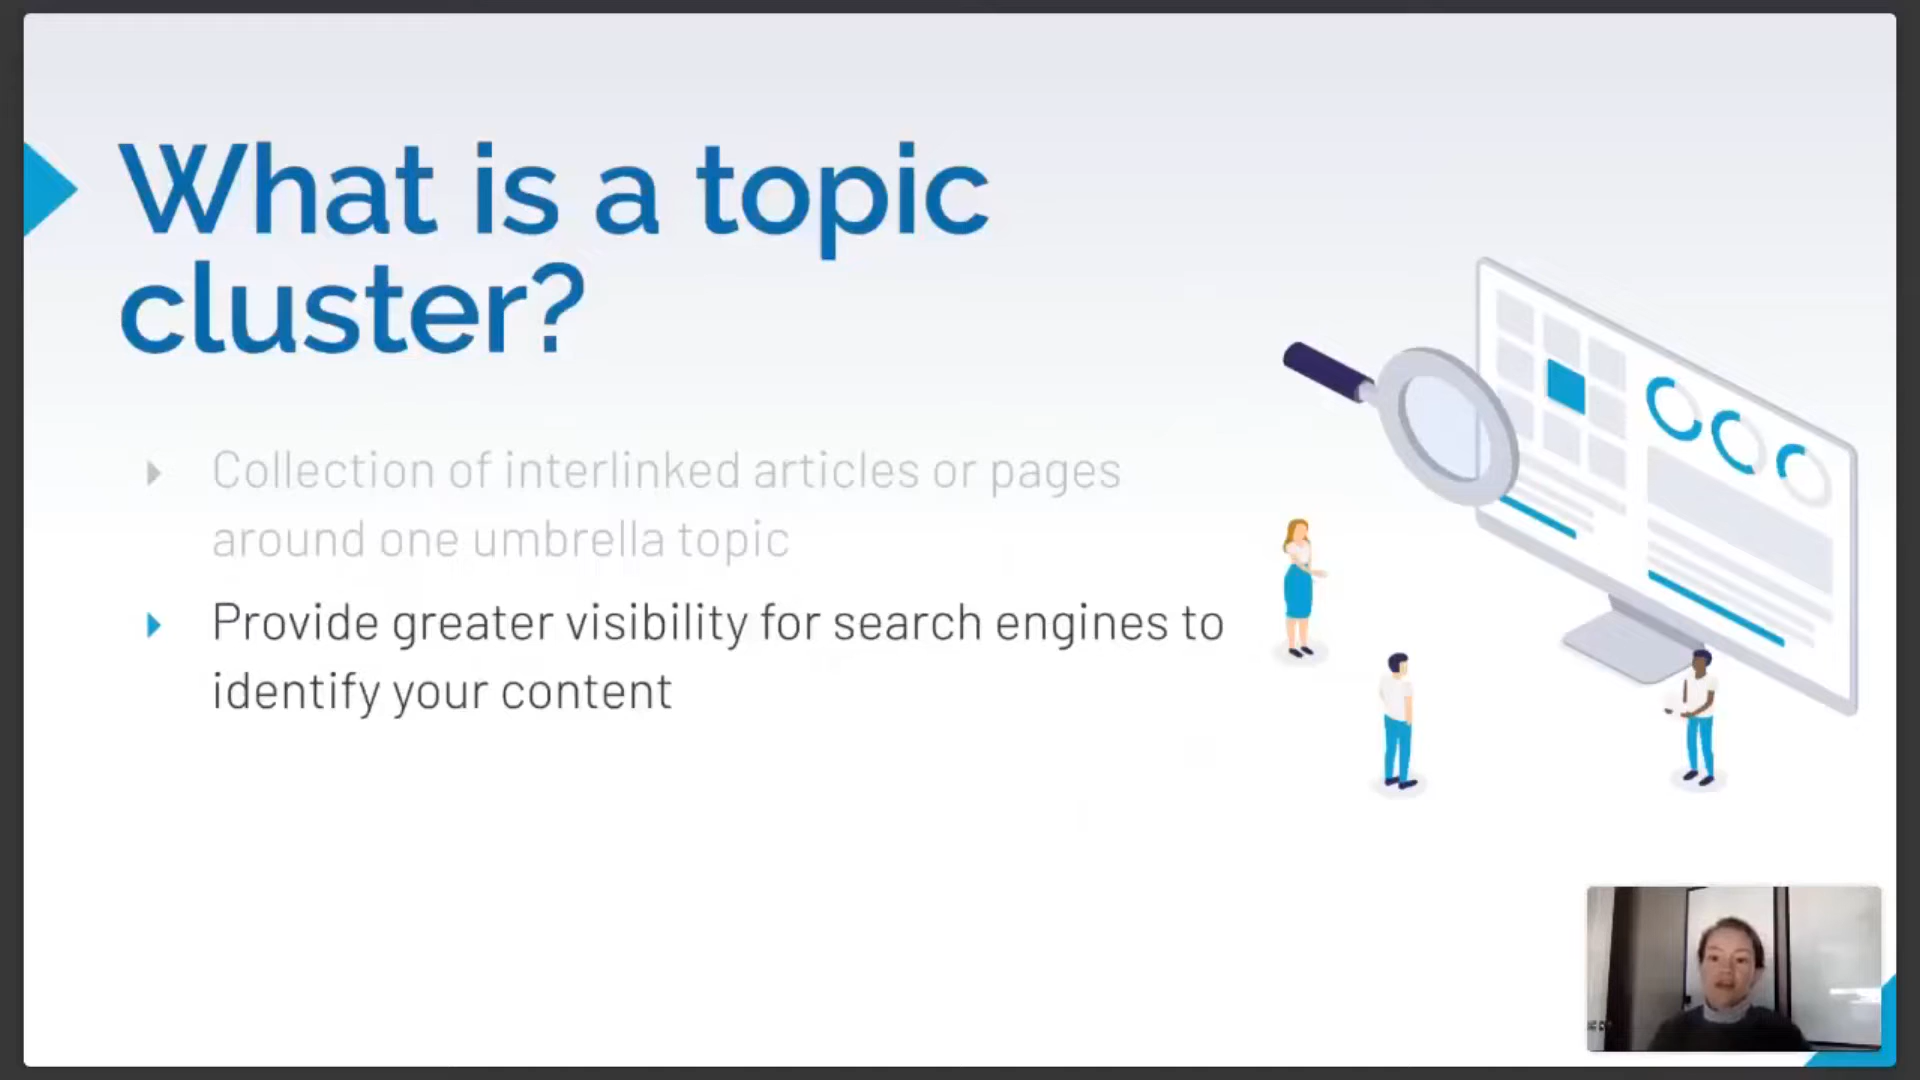 What is a topic
cluster?
Collection of interlinked articles or pages
around one umbrella topic
Provide greater visibility for search engines to
identify your content